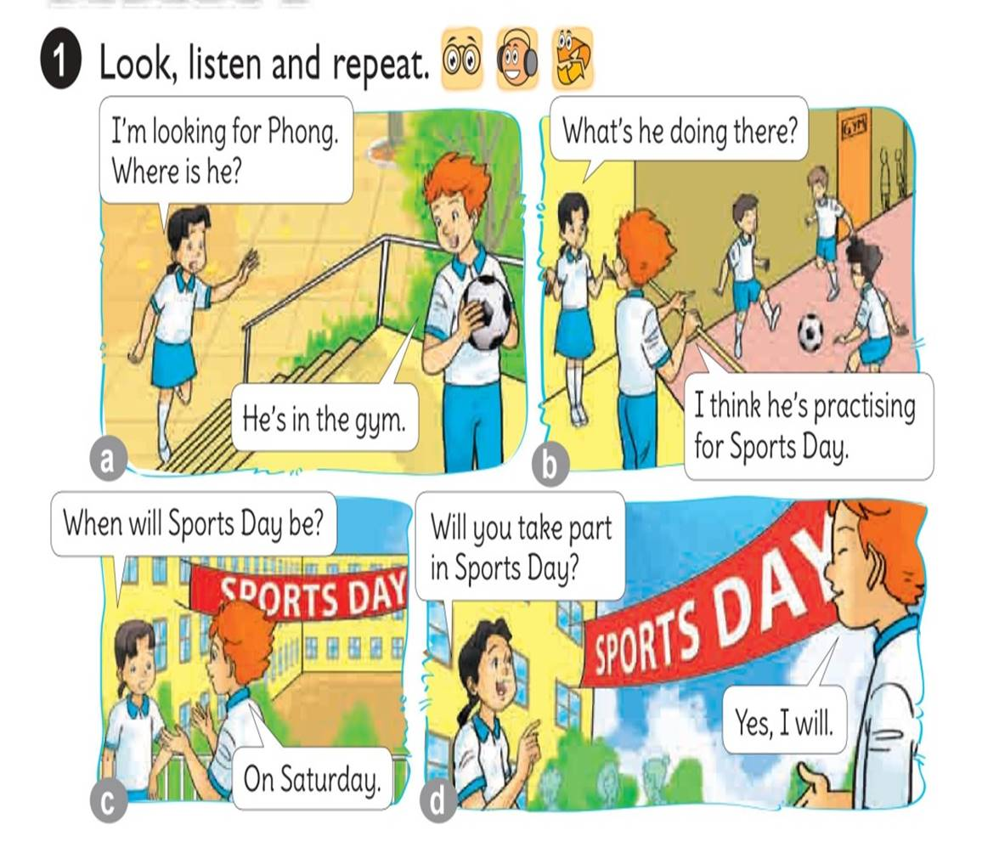 1 Look, listen and repeat.
I'm looking for Phong.
Where is he?
He's in the gym.
a
What's he doing there?
GYM
I think he's practising
for Sports Day.
b
When will Sports Day be?
SPORTS DAY
On Saturday.
c
Will you take part
in Sports Day?
SPORTS DAY
Yes, I will.
d